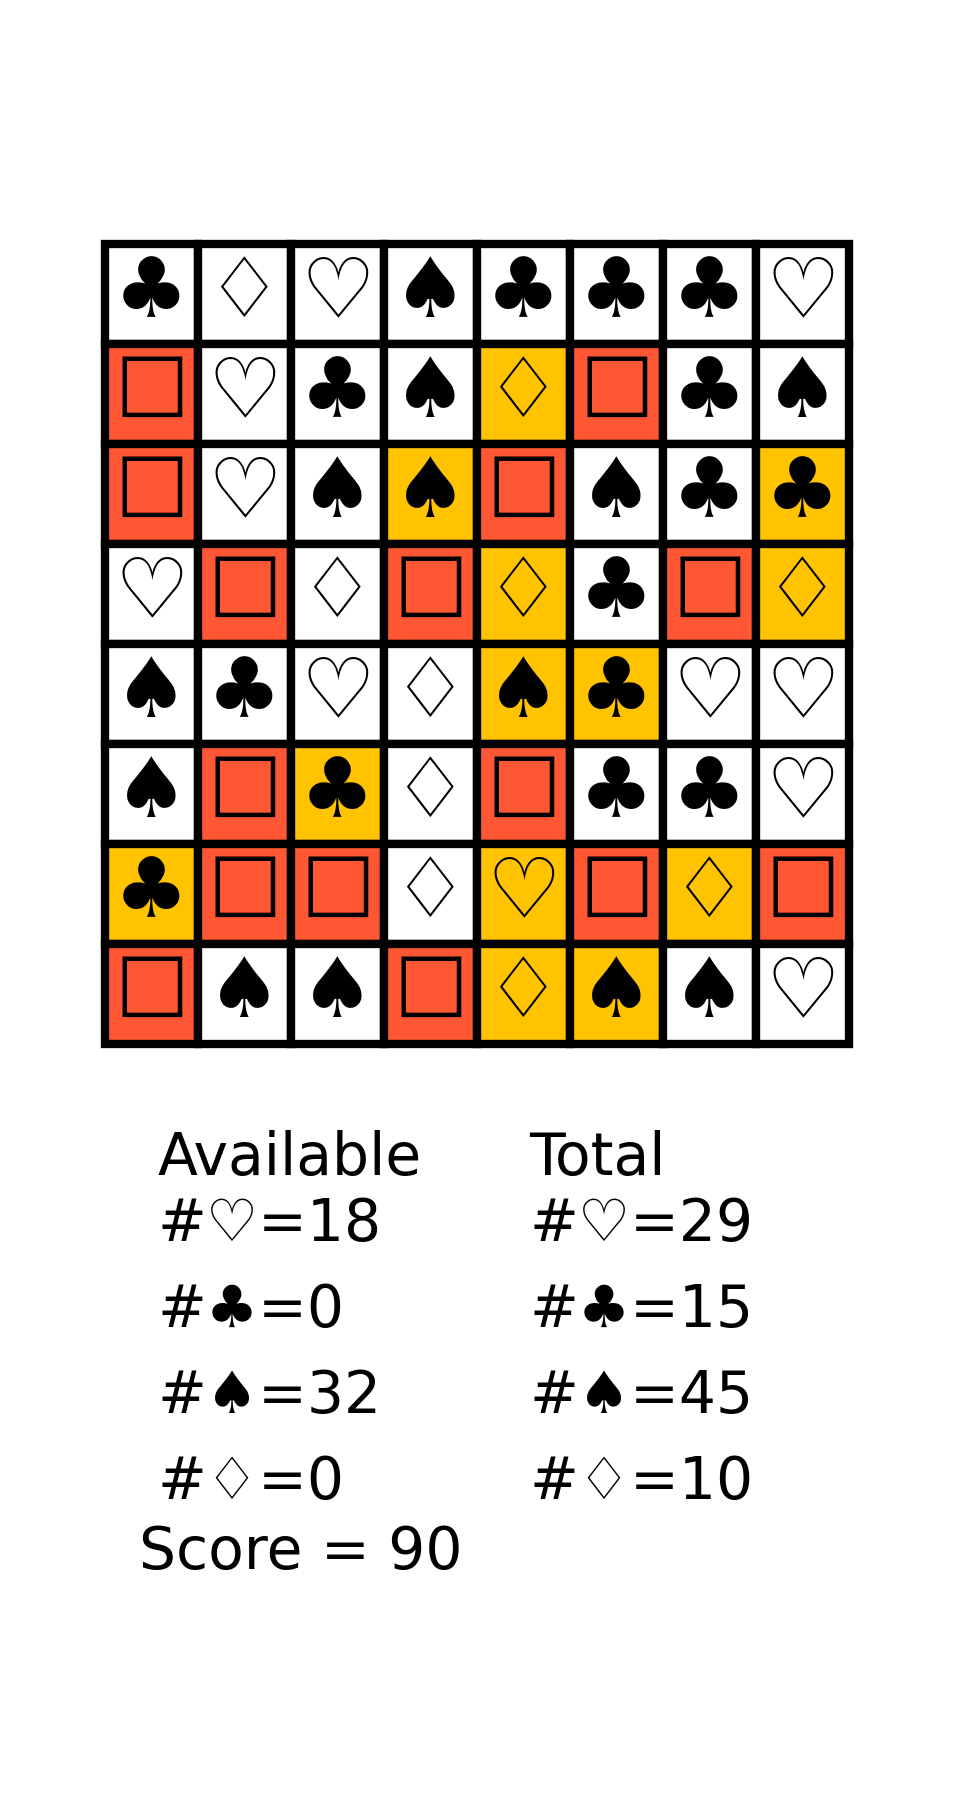 ♣ ♢ ♡ ♠ ♣ ♣ ♣ ♡
□ ♡ ♣ ♠ ♢ □ ♣ ♠
□ ♡ ♠ ♠ □ ♠ ♣ ♣
♡ □ ♢ □ ♢ ♣ □ ♢
♠ ♣ ♡ ♢ ♠ ♣ ♡ ♡
♠ □ ♣ ♢ □ ♣ ♣ ♡
♣ □ □ ♢ ♡ □ ♢ □
□ ♠ ♠ □ ♢ ♠ ♠ ♡
Available Total
#♡=18 #♡=29
#♣=0 #♣=15
#♠=32 #♠=45
#♢=0 #♢=10
Score = 90